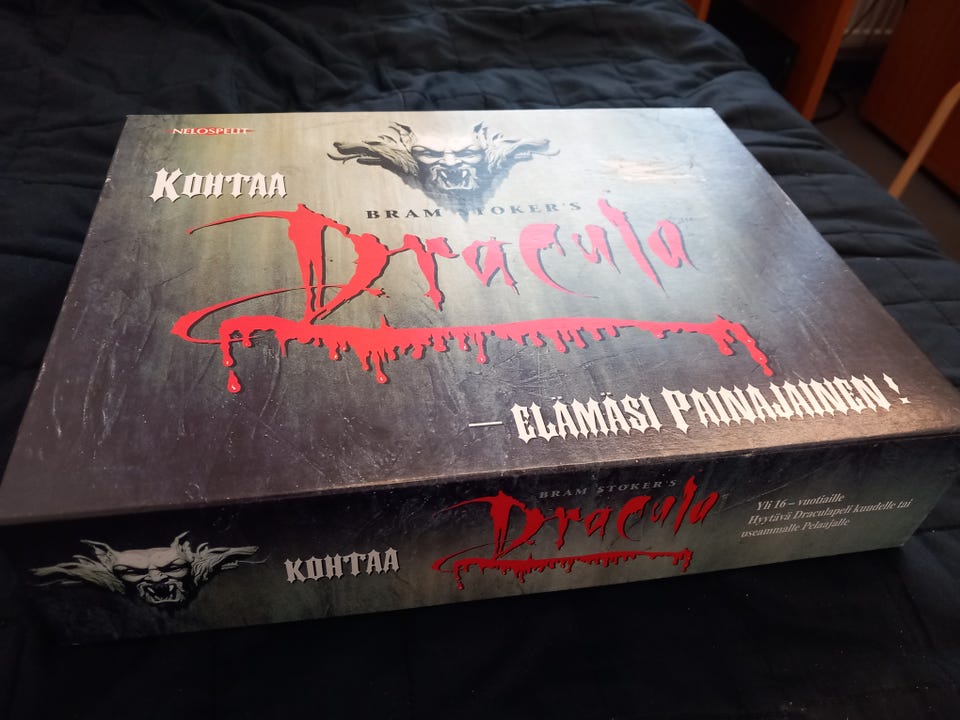 NELOSPELIT
KOHTAA
BRAM STOKER'S
Dracula
– ELÄMÄSI PAINAJAINEN!
KOHTAA
BRAM STOKER'S
Dracula
Yli 16 – vuotiaille
Hyytävä Draculapeli kuudelle tai
useammalle Pelaajalle